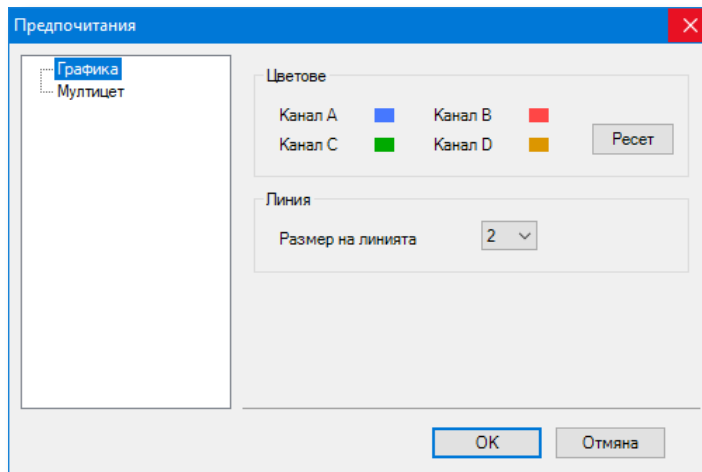 Предпочитания
Графика
Мултицет
Цветове
Канал A
Канал B
Канал C
Канал D
Ресет
Линия
Размер на линията
2
OK
Отмяна